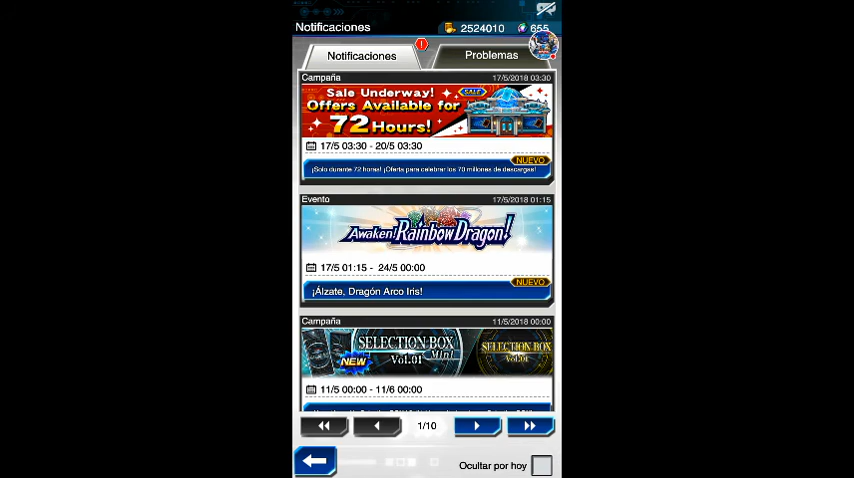 Notificaciones
2524010
655
Notificaciones
!
Problemas
Campaña
17/5/2018 03:30
Sale Underway!
SALE
Offers Available for
72 Hours!
17/5 03:30 - 20/5 03:30
NUEVO
¡Solo durante 72 horas! ¡Oferta para celebrar los 70 millones de descargas!
Evento
17/5/2018 01:15
Awaken! Rainbow Dragon!
17/5 01:15 - 24/5 00:00
NUEVO
¡Álzate, Dragón Arco Iris!
Campaña
11/5/2018 00:00
SELECTION BOX
Vol.01 Mini
NEW
SELECTION BOX
Vol.01
11/5 00:00 - 11/6 00:00
1/10
Ocultar por hoy